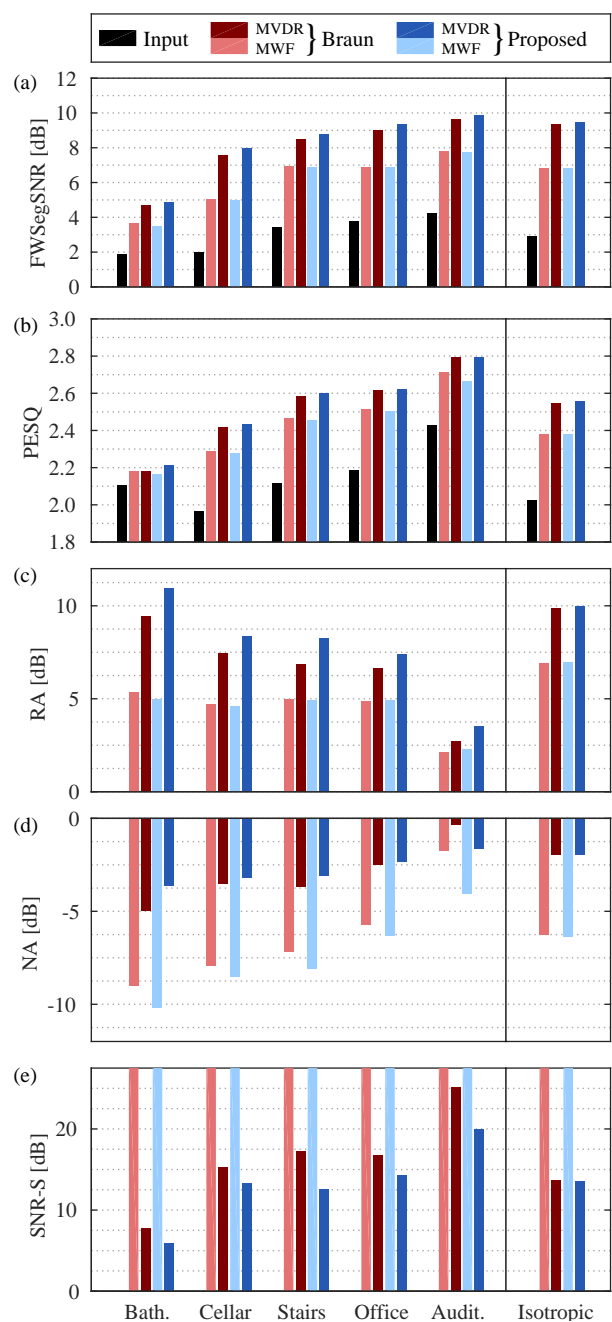 Input MVDR MWF } Braun MVDR MWF } Proposed
(a)
FWSegSNR [dB]
12
10
8
6
4
2
0
(b)
PESQ
3.0
2.8
2.6
2.4
2.2
2.0
1.8
(c)
RA [dB]
10
5
0
(d)
NA [dB]
0
-5
-10
(e)
SNR-S [dB]
20
10
0
Bath. Cellar Stairs Office Audit. Isotropic